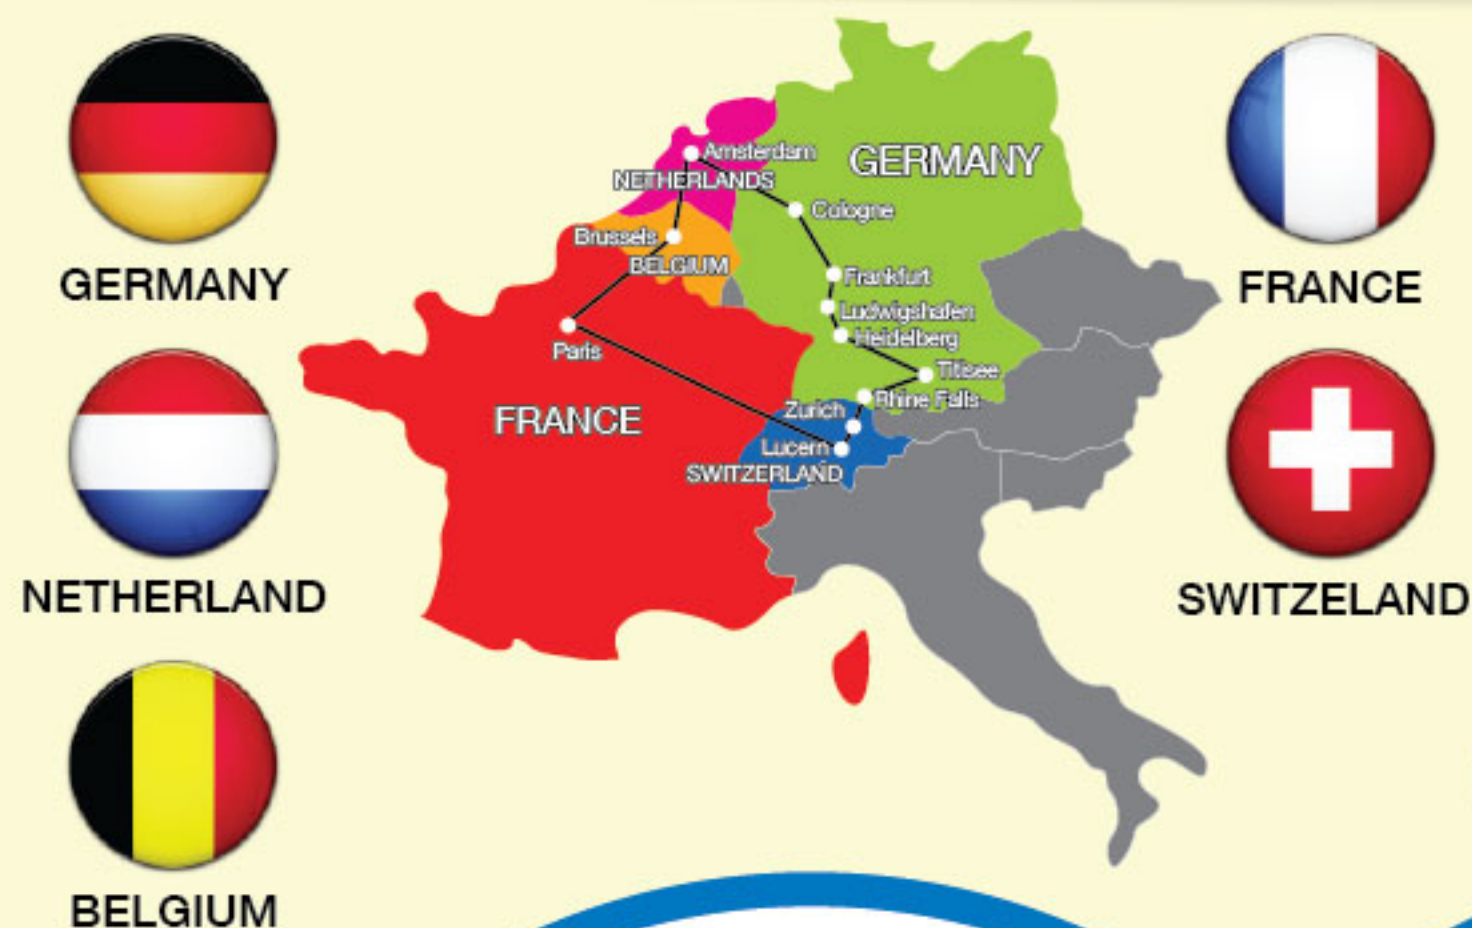 Amsterdam
GERMANY
NETHERLANDS
Cologne
Brussels
BELGIUM
Frankfurt
GERMANY
FRANCE
Ludwigshafen
Heidelberg
Paris
Titisee
Rhine Falls
Zurich
FRANCE
Lucern
SWITZERLAND
NETHERLAND
SWITZELAND
BELGIUM